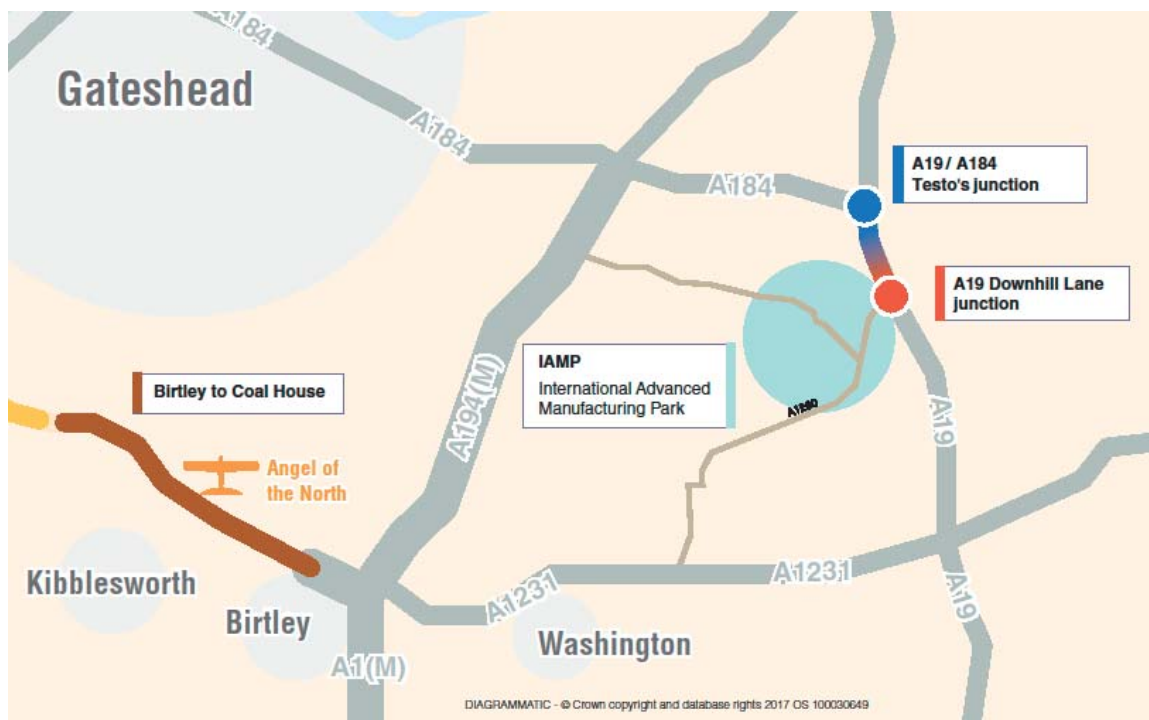 A184
Gateshead
A184
A184
A19 / A184
Testo's junction
A19 Downhill Lane
junction
IAMP
International Advanced
Manufacturing Park
Birtley to Coal House
A194(M)
A1290
A19
Angel of
the North
Kibblesworth
A1231
A1231
A19
Birtley
Washington
A1(M)
DIAGRAMMATIC - © Crown copyright and database rights 2017 OS 100030649